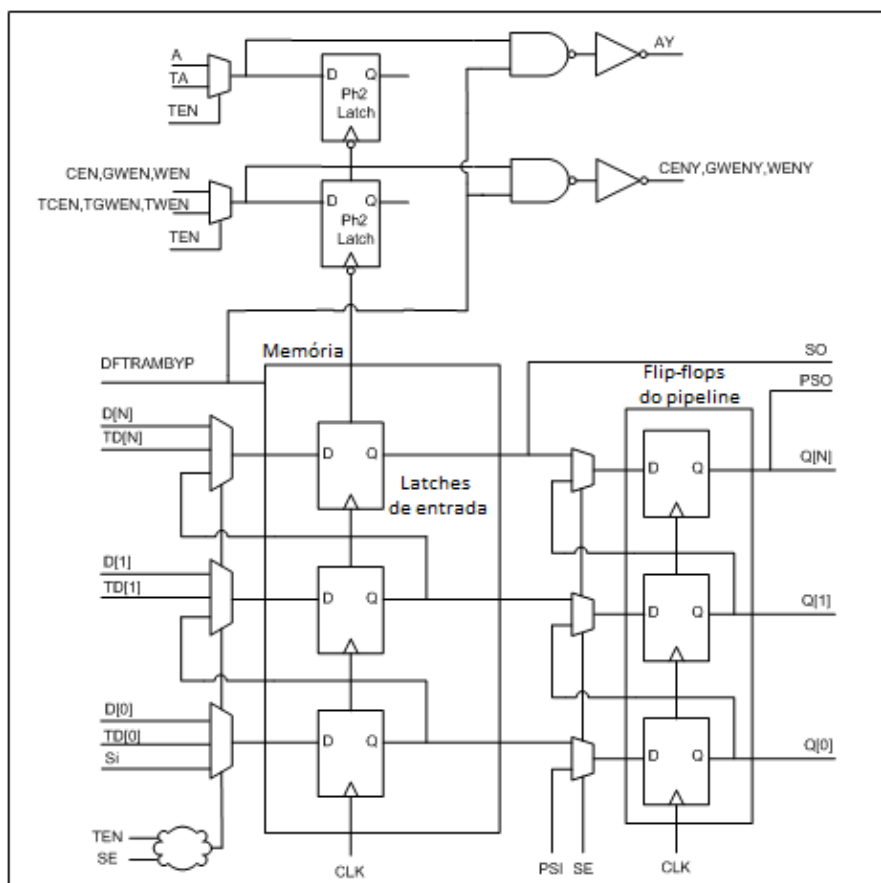 A
TA
TEN
D Q
Ph2
Latch
AY
CEN,GWEN,WEN
TCEN,TGWEN,TWEN
TEN
D Q
Ph2
Latch
CENY,GWENY,WENY
DFTRAMBYP
Memória
SO
Flip-flops
do pipeline
PSO
D[N]
TD[N]
D Q
Latches
de entrada
D Q
Q[N]
D[1]
TD[1]
D Q
D Q
Q[1]
D[0]
TD[0]
Si
D Q
D Q
Q[0]
TEN
SE
CLK
PSI SE
CLK